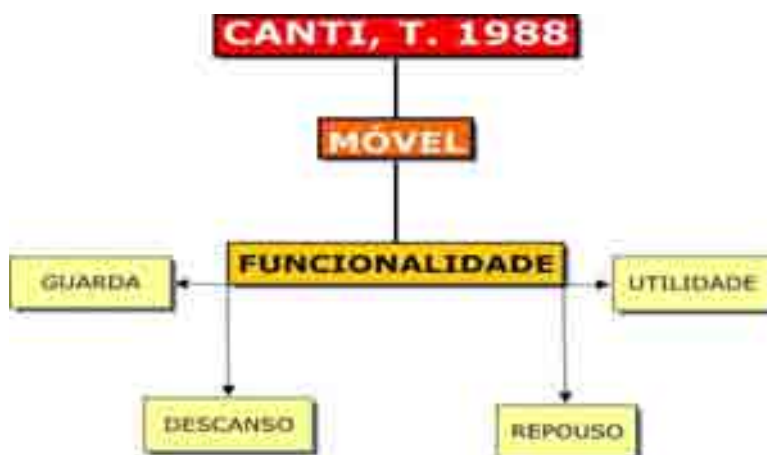 CANTI, T. 1988
MÓVEL
FUNCIONALIDADE
GUARDA
UTILIDADE
DESCANSO
REPOUSO